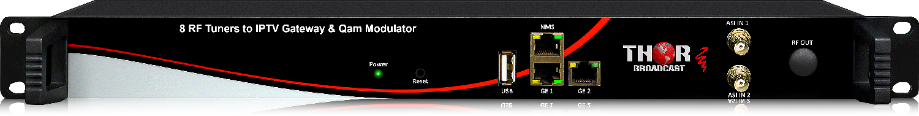 8 RF Tuners to IPTV Gateway & Qam Modulator
NMS
ASI IN 1
Power
Reset
THOR
BROADCAST
RF OUT
USB
GE 1
GE 2
ASI IN 2